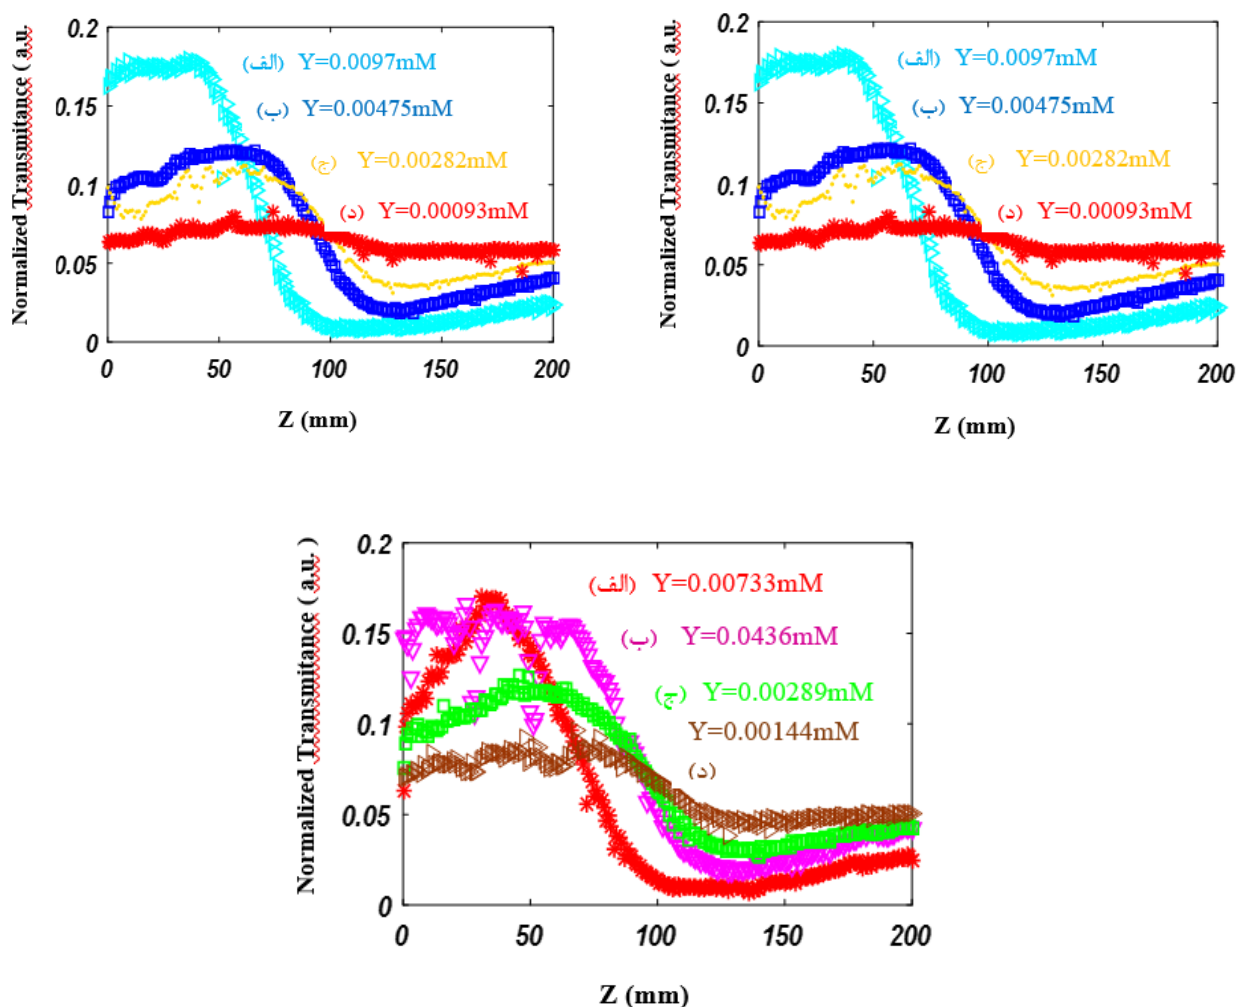 Normalized Transmitance ( a.u.
0.2
0.15
0.1
0.05
0
0
50
100
150
200
Z (mm)
(الف) Y=0.0097mM
(ب) Y=0.00475mM
(ج) Y=0.00282mM
(د) Y=0.00093mM
Normalized Transmitance ( a.u.
0.2
0.15
0.1
0.05
0
0
50
100
150
200
Z (mm)
(الف) Y=0.0097mM
(ب) Y=0.00475mM
(ج) Y=0.00282mM
(د) Y=0.00093mM
Normalized Transmitance ( a.u. )
0.2
0.15
0.1
0.05
0
0
50
100
150
200
Z (mm)
(الف) Y=0.00733mM
(ب) Y=0.0436mM
(ج) Y=0.00289mM
Y=0.00144mM
(د)